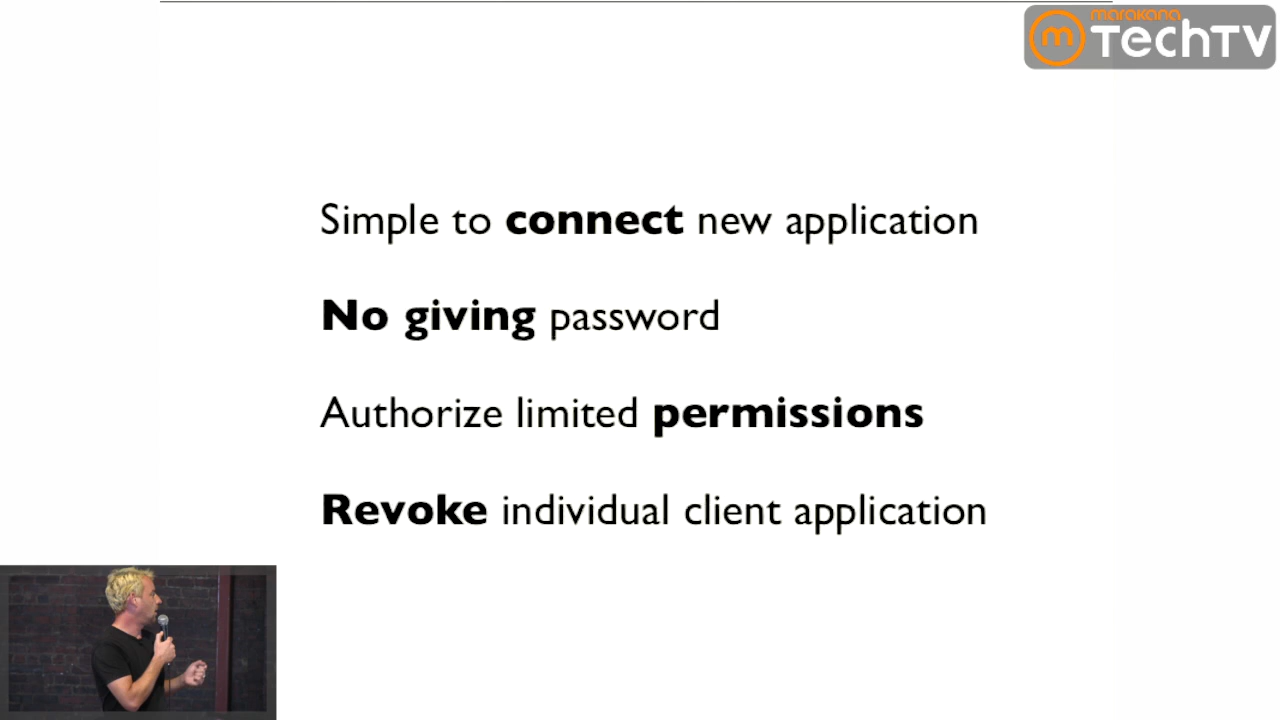 marakana
m TechTV
Simple to connect new application
No giving password
Authorize limited permissions
Revoke individual client application